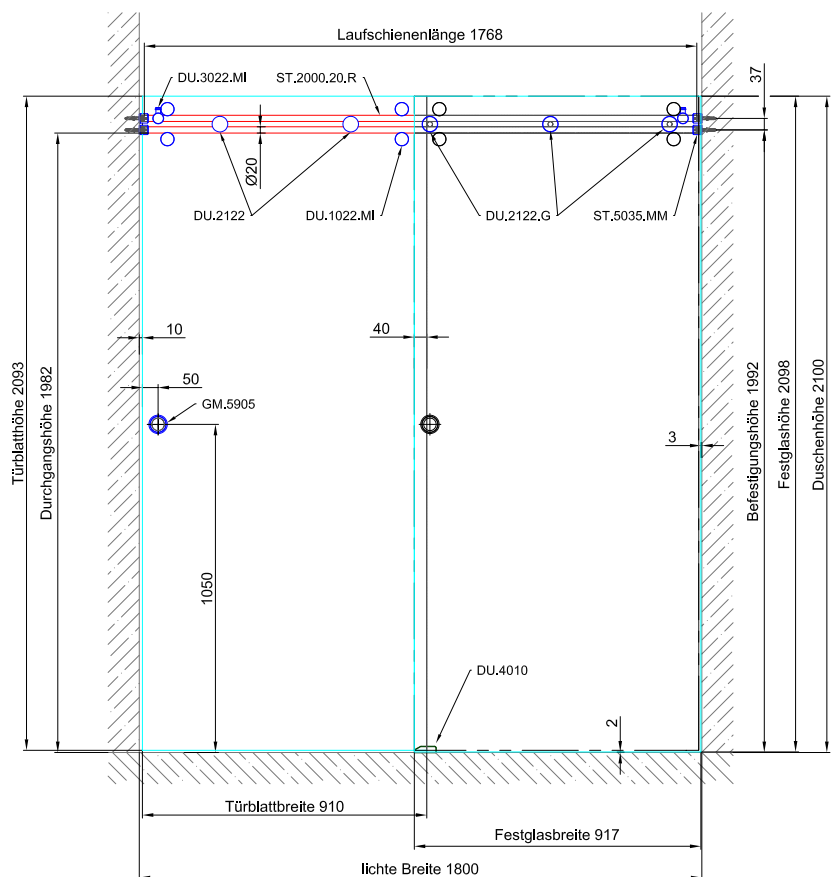 Laufschienenlänge 1768
DU.3022.MI
ST.2000.20.R
37
Ø20
DU.2122
DU.1022.MI
DU.2122.G
ST.5035.MM
10
40
50
GM.5905
3
Türblatthöhe 2093
Durchgangshöhe 1982
1050
Befestigungshöhe 1992
Festglashöhe 2098
Duschenhöhe 2100
DU.4010
2
Türblattbreite 910
Festglasbreite 917
lichte Breite 1800